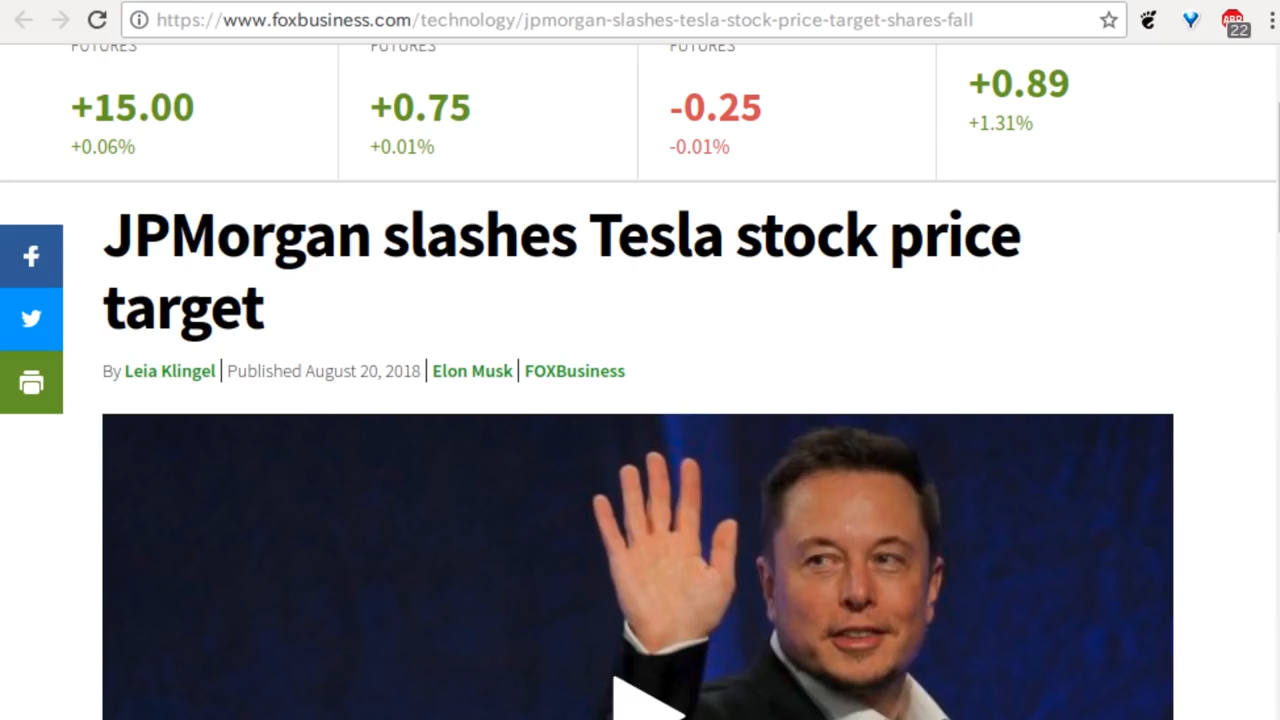 https://www.foxbusiness.com/technology/jpmorgan-slashes-tesla-stock-price-target-shares-fall
ABP
22
FUTURES FUTURES FUTURES
+15.00 +0.75 -0.25 +0.89
+0.06% +0.01% -0.01% +1.31%
JPMorgan slashes Tesla stock price
target
By Leia Klingel Published August 20, 2018 Elon Musk FOXBusiness